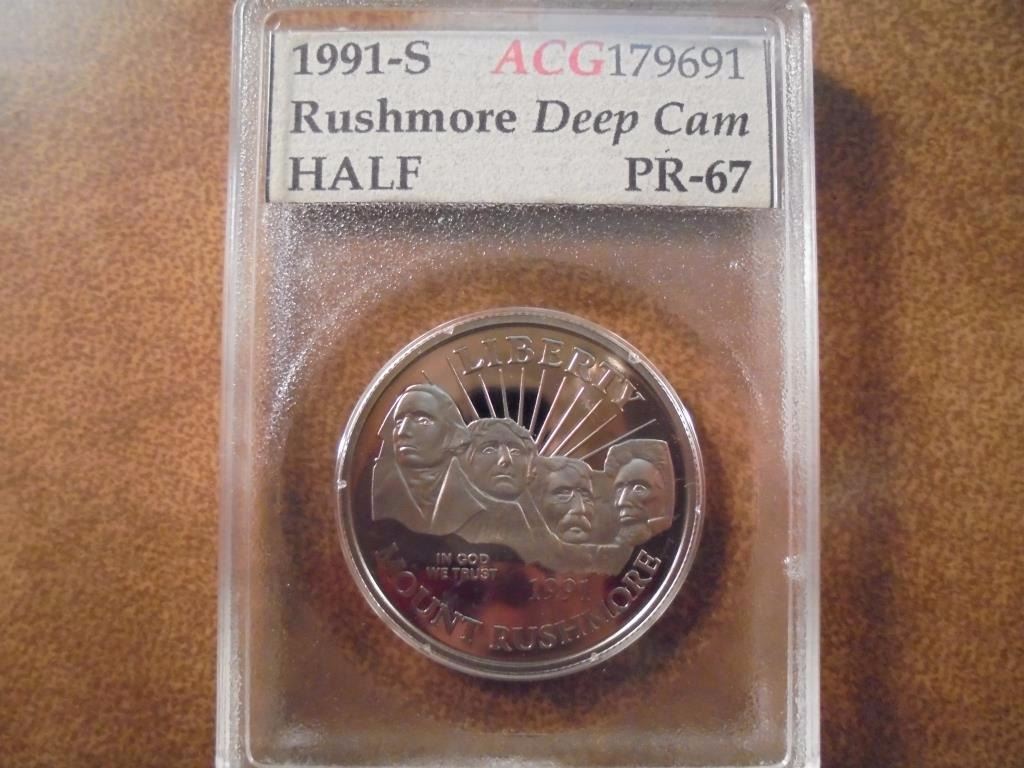 1991-S ACG179691
Rushmore Deep Cam
HALF PR-67
LIBERTY
IN GOD
WE TRUST
1991
MOUNT RUSHMORE